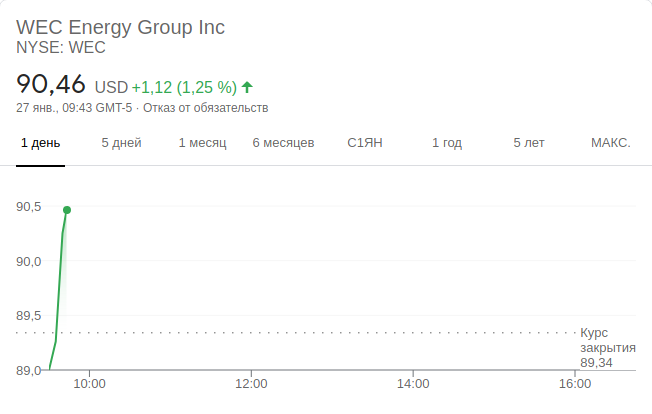 WEC Energy Group Inc
NYSE: WEC
90,46 USD +1,12 (1,25 %)
27 янв., 09:43 GMT-5 · Отказ от обязательств
1 день 5 дней 1 месяц 6 месяцев С1ЯН 1 год 5 лет МАКС.
90,5
90,0
89,5
89,0
Курс
закрытия
89,34
10:00 12:00 14:00 16:00